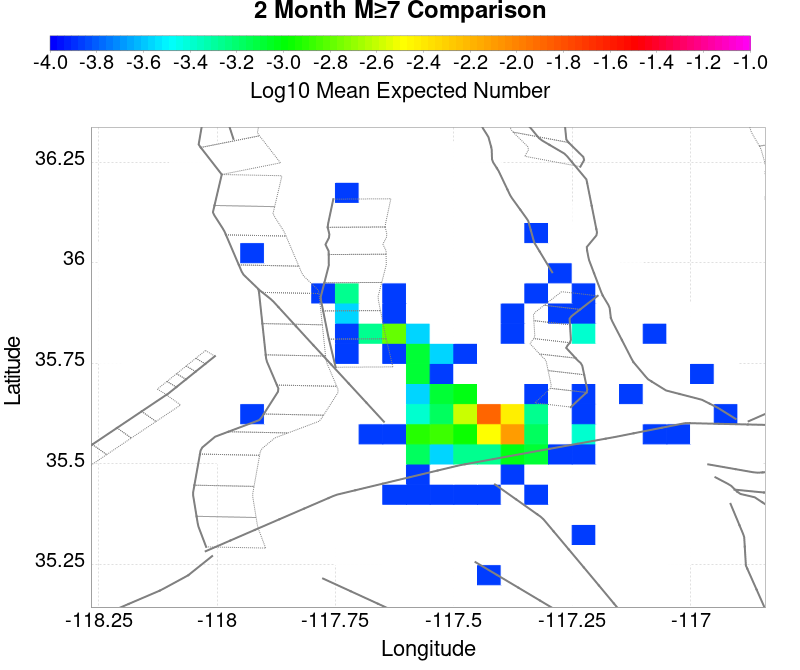 2 Month M≥7 Comparison
-4.0 -3.8 -3.6 -3.4 -3.2 -3.0 -2.8 -2.6 -2.4 -2.2 -2.0 -1.8 -1.6 -1.4 -1.2 -1.0
Log10 Mean Expected Number
36.25
36
35.75
35.5
35.25
Latitude
-118.25 -118 -117.75 -117.5 -117.25 -117
Longitude